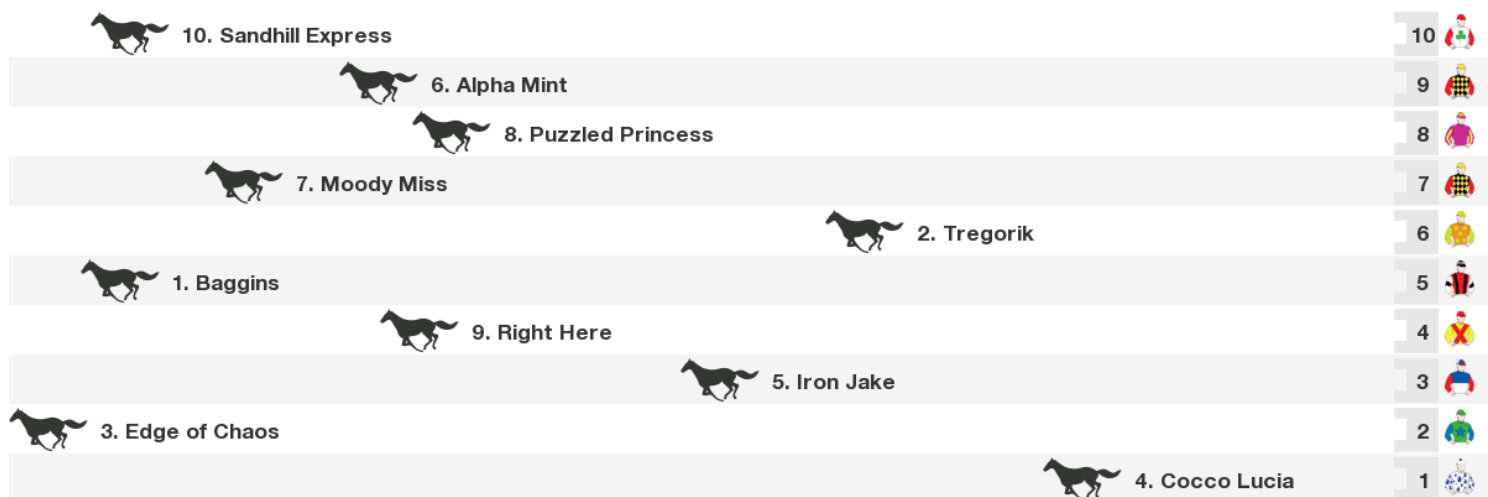 10. Sandhill Express 10
6. Alpha Mint 9
8. Puzzled Princess 8
7. Moody Miss 7
2. Tregorik 6
1. Baggins 5
9. Right Here 4
5. Iron Jake 3
3. Edge of Chaos 2
4. Cocco Lucia 1